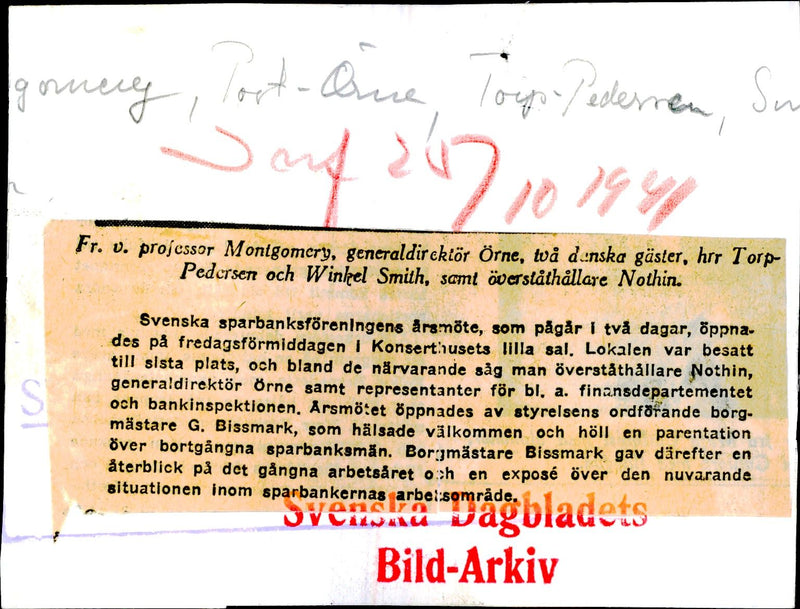 gomery, Post-Örne, Torp-Pedersen, Sm
25/10 1941
Fr. v. professor Montgomery, generaldirektör Örne, två danska gäster, hrr Torp-
Pedersen och Winkel Smith, samt överståthållare Nothin.
Svenska sparbanksföreningens årsmöte, som pågår i två dagar, öppna-
des på fredagsförmiddagen i Konserthusets lilla sal. Lokalen var besatt
till sista plats, och bland de närvarande såg man överståthållare Nothin,
generaldirektör Örne samt representanter för bl. a. finansdepartementet
och bankinspektionen. Årsmötet öppnades av styrelsens ordförande borg-
mästare G. Bissmark, som hälsade välkommen och höll en parentation
över bortgångna sparbanksmän. Borgmästare Bissmark gav därefter en
återblick på det gångna arbetsåret och en exposé över den nuvarande
situationen inom sparbankernas arbetsområde.
Svenska Dagbladets
Bild-Arkiv